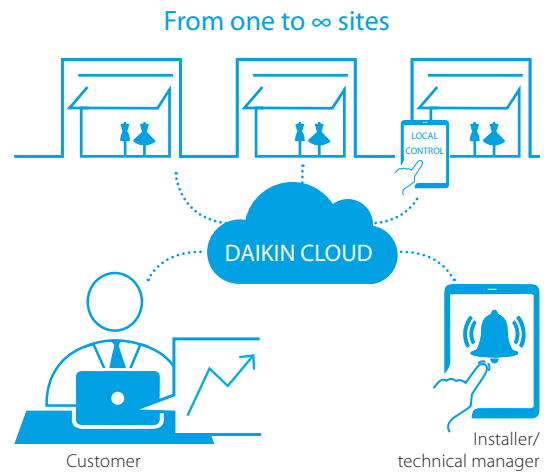 From one to ∞ sites
LOCAL
CONTROL
DAIKIN CLOUD
Customer
Installer/
technical manager